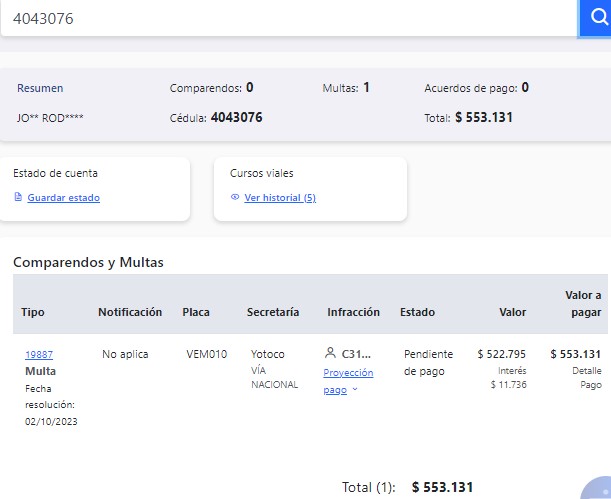 4043076
Resumen Comparendos: 0 Multas: 1 Acuerdos de pago: 0
JO** ROD**** Cédula: 4043076 Total: $ 553.131
Estado de cuenta Cursos viales
Guardar estado Ver historial (5)
Comparendos y Multas
Tipo Notificación Placa Secretaría Infracción Estado Valor Valor a pagar
19887 No aplica VEM010 Yotoco C31... Pendiente $ 522.795 $ 553.131
Multa VÍA Proyección de pago Interés Detalle
Fecha NACIONAL pago $ 11.736 Pago
resolución:
02/10/2023
Total (1): $ 553.131